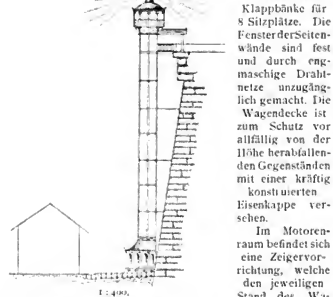 Klappbänke für
8 Sitzplätze. Die
Fenster der Seiten-
wände sind fest
und durch eng-
maschige Draht-
netze unzugäng-
lich gemacht. Die
Wagendecke ist
zum Schutz vor
allfällig von der
Höhe herabfallen-
den Gegenständen
mit einer kräftig
konstruierten
Eisenkappe ver-
sehen.
Im Motoren-
raum befindet sich
eine Zeigervor-
richtung, welche
den jeweiligen
Stand des Wa-
1 : 400.